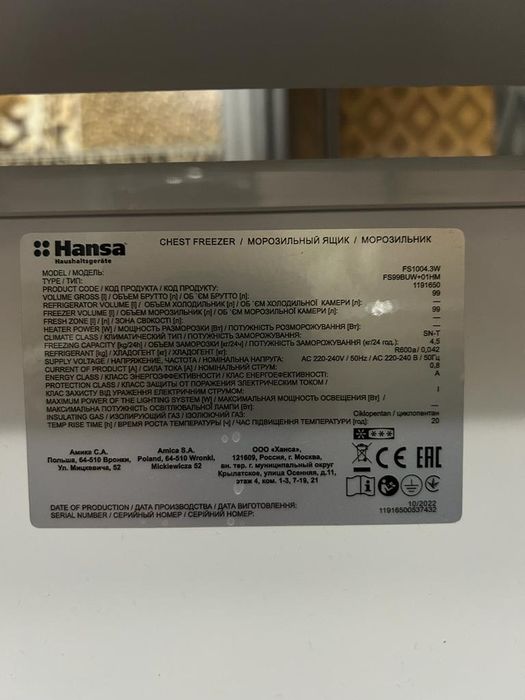 Hansa
Haushaltsgeräte
CHEST FREEZER / МОРОЗИЛЬНЫЙ ЯЩИК / МОРОЗИЛЬНИК
MODEL / МОДЕЛЬ: FS1004.3W
TYPE / ТИП: FS99BUW+01HM
PRODUCT CODE / КОД ПРОДУКТА / КОД ПРОДУКТУ: 1191650
VOLUME GROSS [l] / ОБЪЕМ БРУТТО [л] / ОБ´ЄМ БРУТТО [л]: 99
REFRIGERATOR VOLUME [l] / ОБЪЕМ ХОЛОДИЛЬНИК [л] / ОБ´ЄМ ХОЛОДИЛЬНОЇ КАМЕРИ [л]: —
FREEZER VOLUME [l] / ОБЪЕМ МОРОЗИЛЬНИК [л] / ОБ´ЄМ МОРОЗИЛЬНОЇ КАМЕРИ [л]: 99
FRESH ZONE [l] / ЗОНА СВЕЖОСТИ [л] / ЗОНА СВІЖОСТІ [л]: —
HEATER POWER [W] / МОЩНОСТЬ РАЗМОРОЗКИ [Вт] / ПОТУЖНІСТЬ РОЗМОРОЖУВАННЯ [Вт]: —
CLIMATE CLASS / КЛИМАТИЧЕСКИЙ ТИП / ПОТУЖНІСТЬ ЗАМОРОЖУВАННЯ: SN-T
FREEZING CAPACITY [kg/24h] / ОБЪЕМ ЗАМОРОЗКИ [кг/24ч] / ПОТУЖНІСТЬ ЗАМОРОЖУВАННЯ (кг/24 год.): 4,5
REFRIGERANT [kg] / ХЛАДОГЕНТ [кг] / ХЛАДОГЕНТ [кг]: R600a / 0,042
SUPPLY VOLTAGE / НАПРЯЖЕНИЕ, ЧАСТОТА / НОМІНАЛЬНА НАПРУГА: AC 220-240V / 50Hz / AC 220-240 В / 50Гц
CURRENT OF PRODUCT [A] / СИЛА ТОКА [A] / НОМІНАЛЬНИЙ СТРУМ: 0,8
ENERGY CLASS / КЛАСС ЭНЕРГОЭФФЕКТИВНОСТИ / КЛАС ЕНЕРГОЕФЕКТИВНОСТІ: A
PROTECTION CLASS / КЛАСС ЗАЩИТЫ ОТ ПОРАЖЕНИЯ ЭЛЕКТРИЧЕСКИМ ТОКОМ /
КЛАС ЗАХИСТУ ВІД УРАЖЕННЯ ЕЛЕКТРИЧНИМ СТРУМОМ: I
MAXIMUM POWER OF THE LIGHTING SYSTEM [W] / МАКСИМАЛЬНАЯ МОЩНОСТЬ ОСВЕЩЕНИЯ [Вт] /
МАКСИМАЛЬНА ПОТУЖНІСТЬ ОСВІТЛЮВАЛЬНОЇ ЛАМПИ [Вт]: —
INSULATING GAS / ИЗОЛИРУЮЩИЙ ГАЗ / ІЗОЛЮЮЧИЙ ГАЗ: Ciklopentan / циклопентан
TEMP RISE TIME [h] / ВРЕМЯ РОСТА ТЕМПЕРАТУРЫ [ч] / ЧАС ПІДВИЩЕННЯ ТЕМПЕРАТУРИ [год]: 20
Амика С.А.
Польша, 64-510 Вронки,
Ул. Мицкевича, 52
Amica S.A.
Poland, 64-510 Wronki,
Mickiewicza 52
ООО «Ханса»,
121609, Россия, г. Москва,
вн. тер. г. муниципальный округ
Крылатское, улица Осенняя, д.11,
этаж 4, ком. 1-3, 7-19, 21
CE EAC
DATE OF PRODUCTION / ДАТА ПРОИЗВОДСТВА / ДАТА ВИГОТОВЛЕННЯ: 10/2022
SERIAL NUMBER / СЕРИЙНЫЙ НОМЕР / СЕРІЙНИЙ НОМЕР: 11916500537432